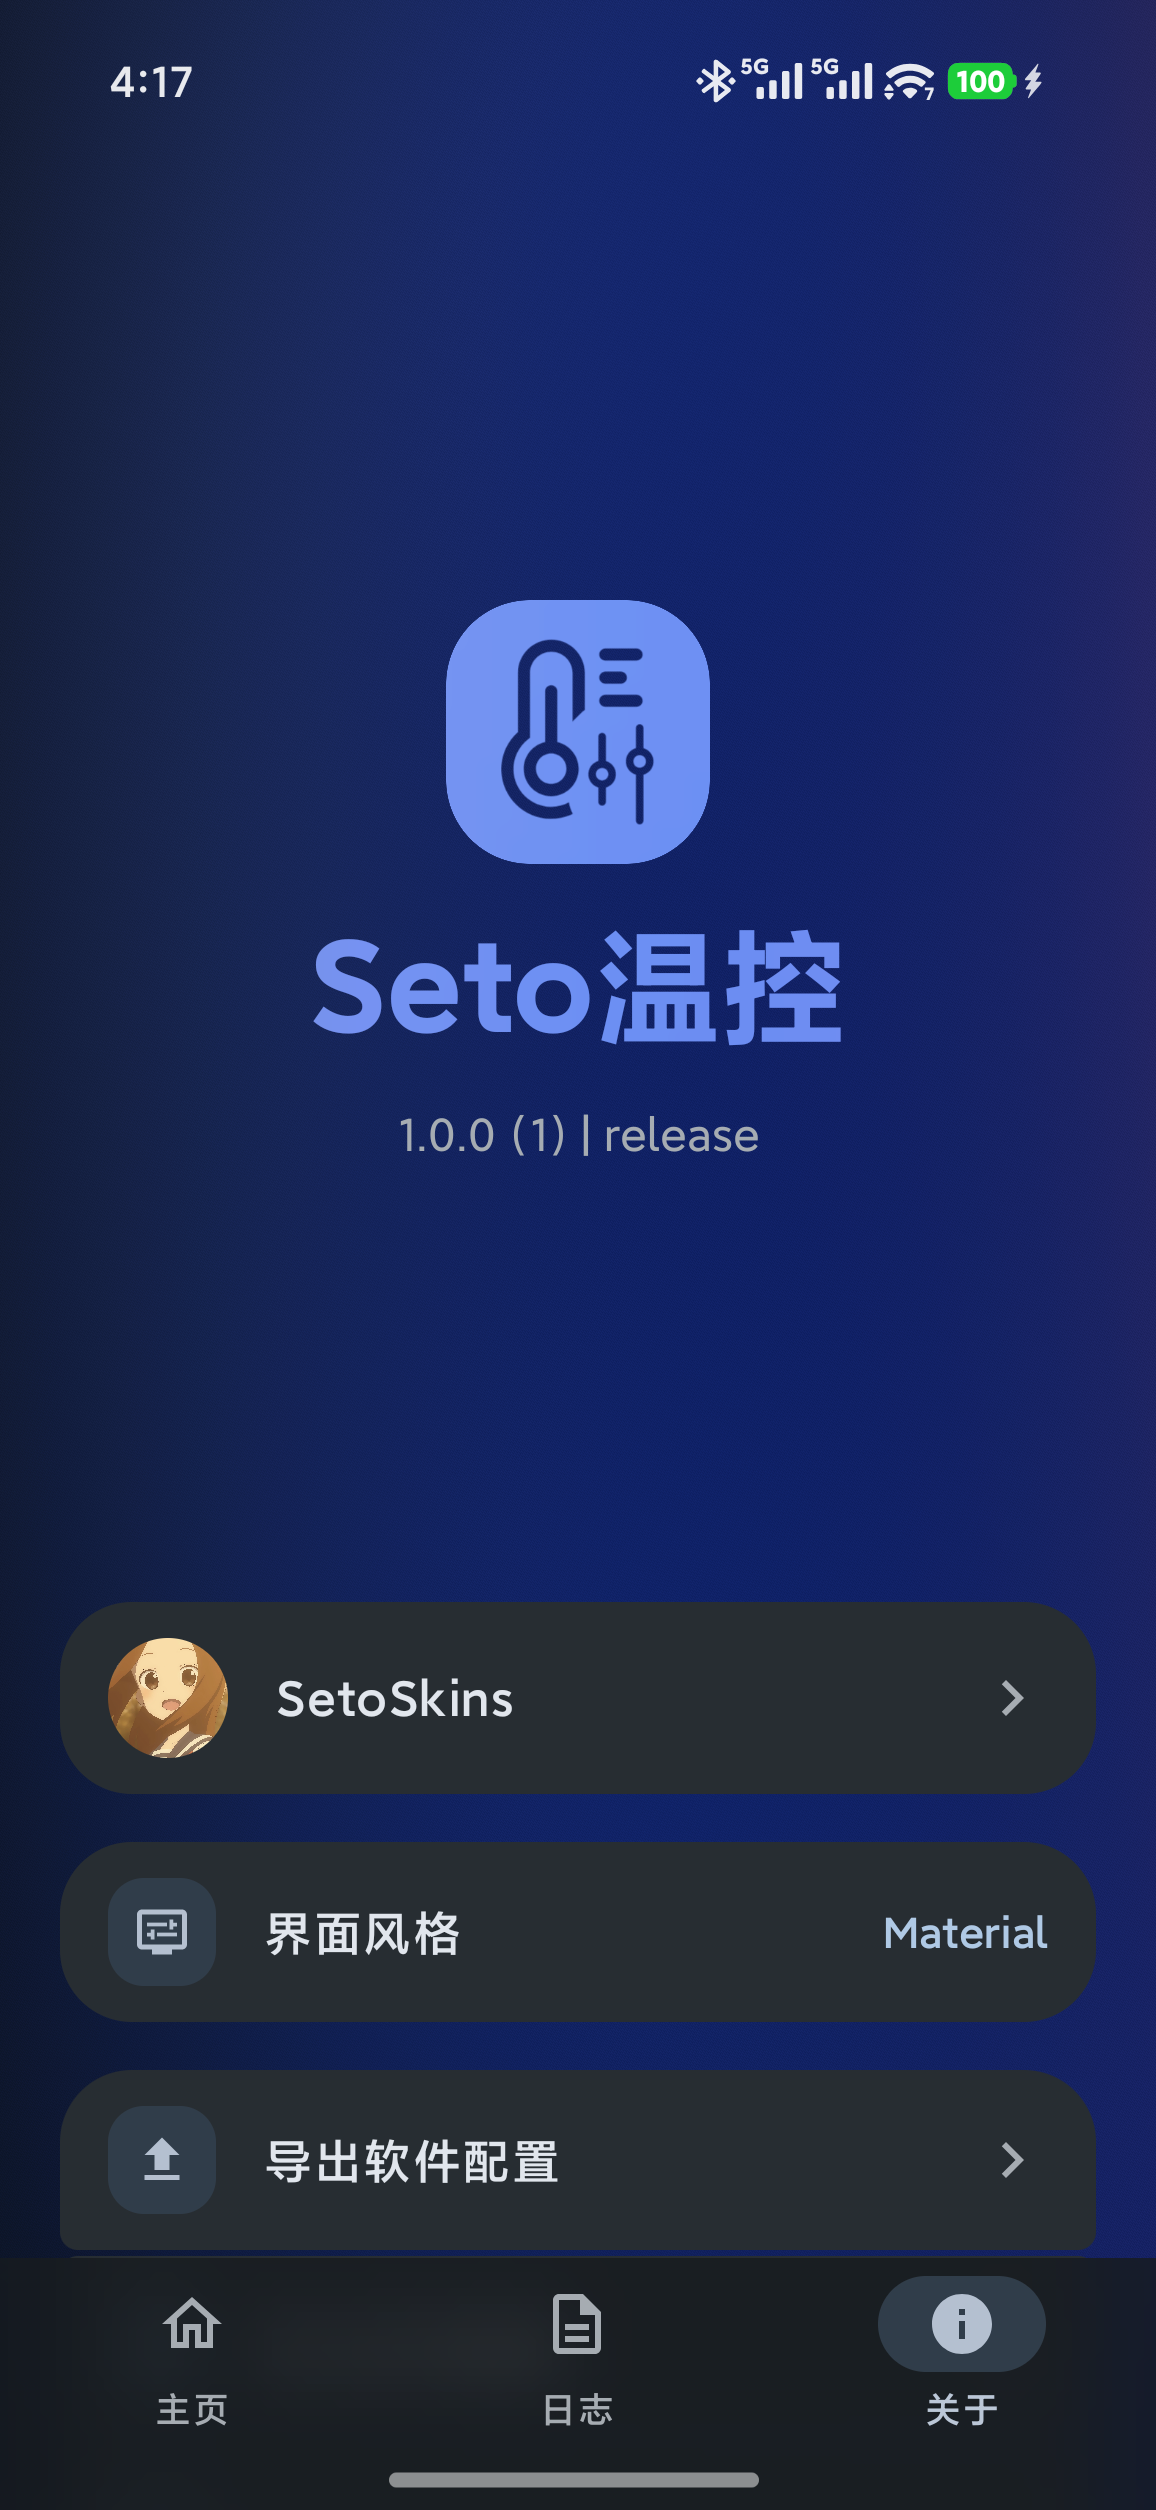 4:17
5G 5G 7 100
Seto温控
1.0.0 (1) | release
SetoSkins
界面风格 Material
导出软件配置
主页 日志 关于